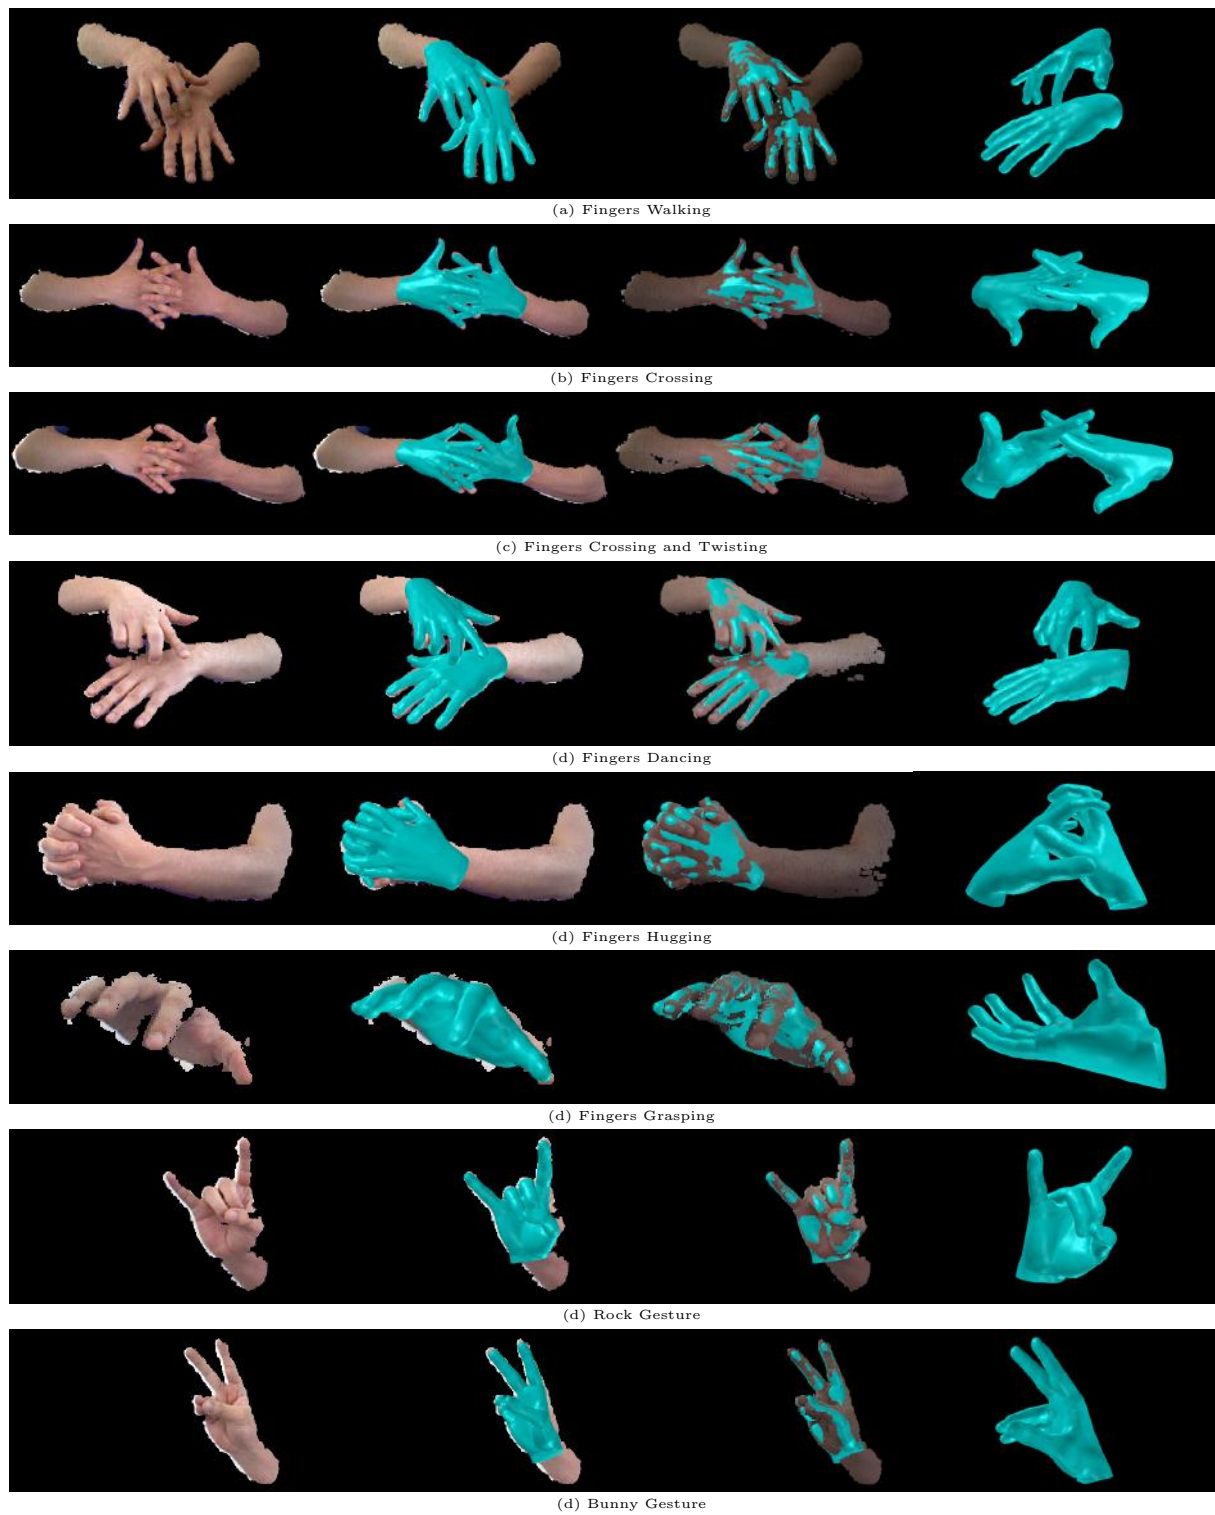 (a) Fingers Walking
(b) Fingers Crossing
(c) Fingers Crossing and Twisting
(d) Fingers Dancing
(d) Fingers Hugging
(d) Fingers Grasping
(d) Rock Gesture
(d) Bunny Gesture